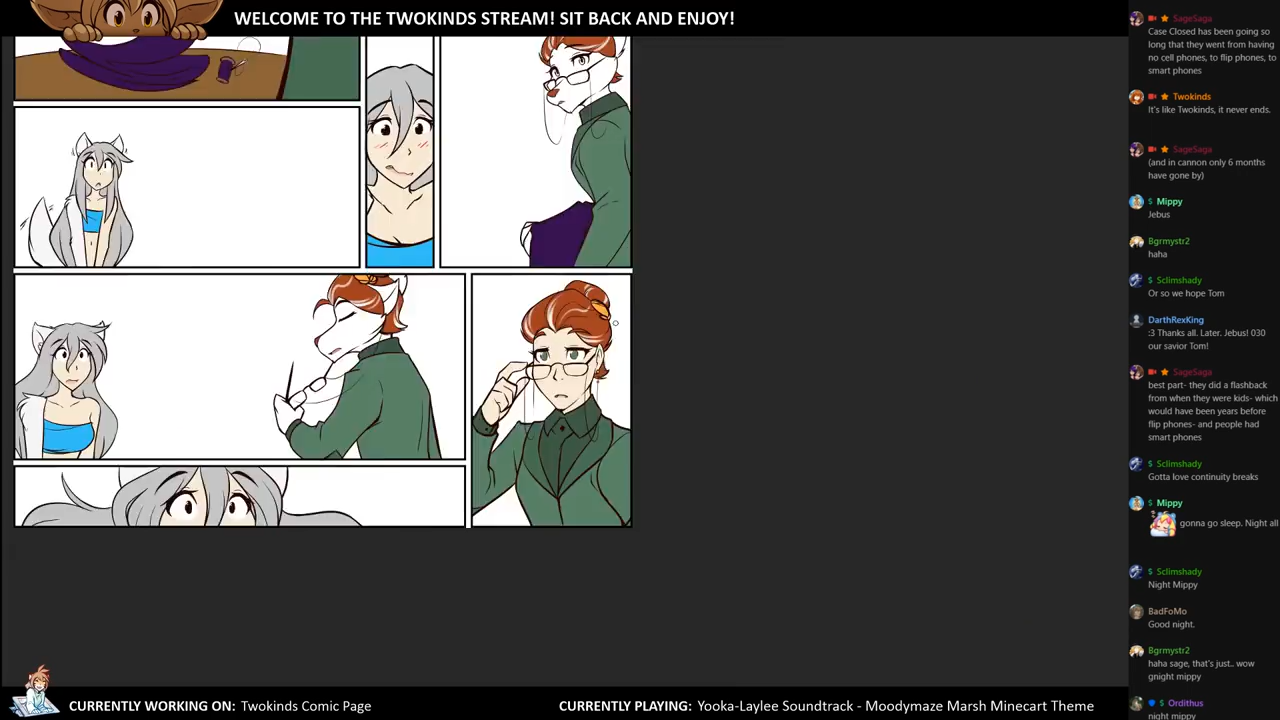 WELCOME TO THE TWOKINDS STREAM! SIT BACK AND ENJOY!
SageSaga
Case Closed has been going so
long that they went from having
no cell phones, to flip phones, to
smart phones
Twokinds
It's like Twokinds, it never ends.
SageSaga
(and in cannon only 6 months
have gone by)
$ Mippy
Jebus
Bgrmystr2
haha
$ Sclimshady
Or so we hope Tom
DarthRexKing
:3 Thanks all. Later. Jebus! 030
our savior Tom!
SageSaga
best part- they did a flashback
from when they were kids- which
would have been years before
flip phones- and people had
smart phones
$ Sclimshady
Gotta love continuity breaks
$ Mippy
gonna go sleep. Night all
$ Sclimshady
Night Mippy
BadFoMo
Good night.
Bgrmystr2
haha sage, that's just.. wow
gnight mippy
$ Ordithus
night mippy
CURRENTLY WORKING ON: Twokinds Comic Page
CURRENTLY PLAYING: Yooka-Laylee Soundtrack - Moodymaze Marsh Minecart Theme